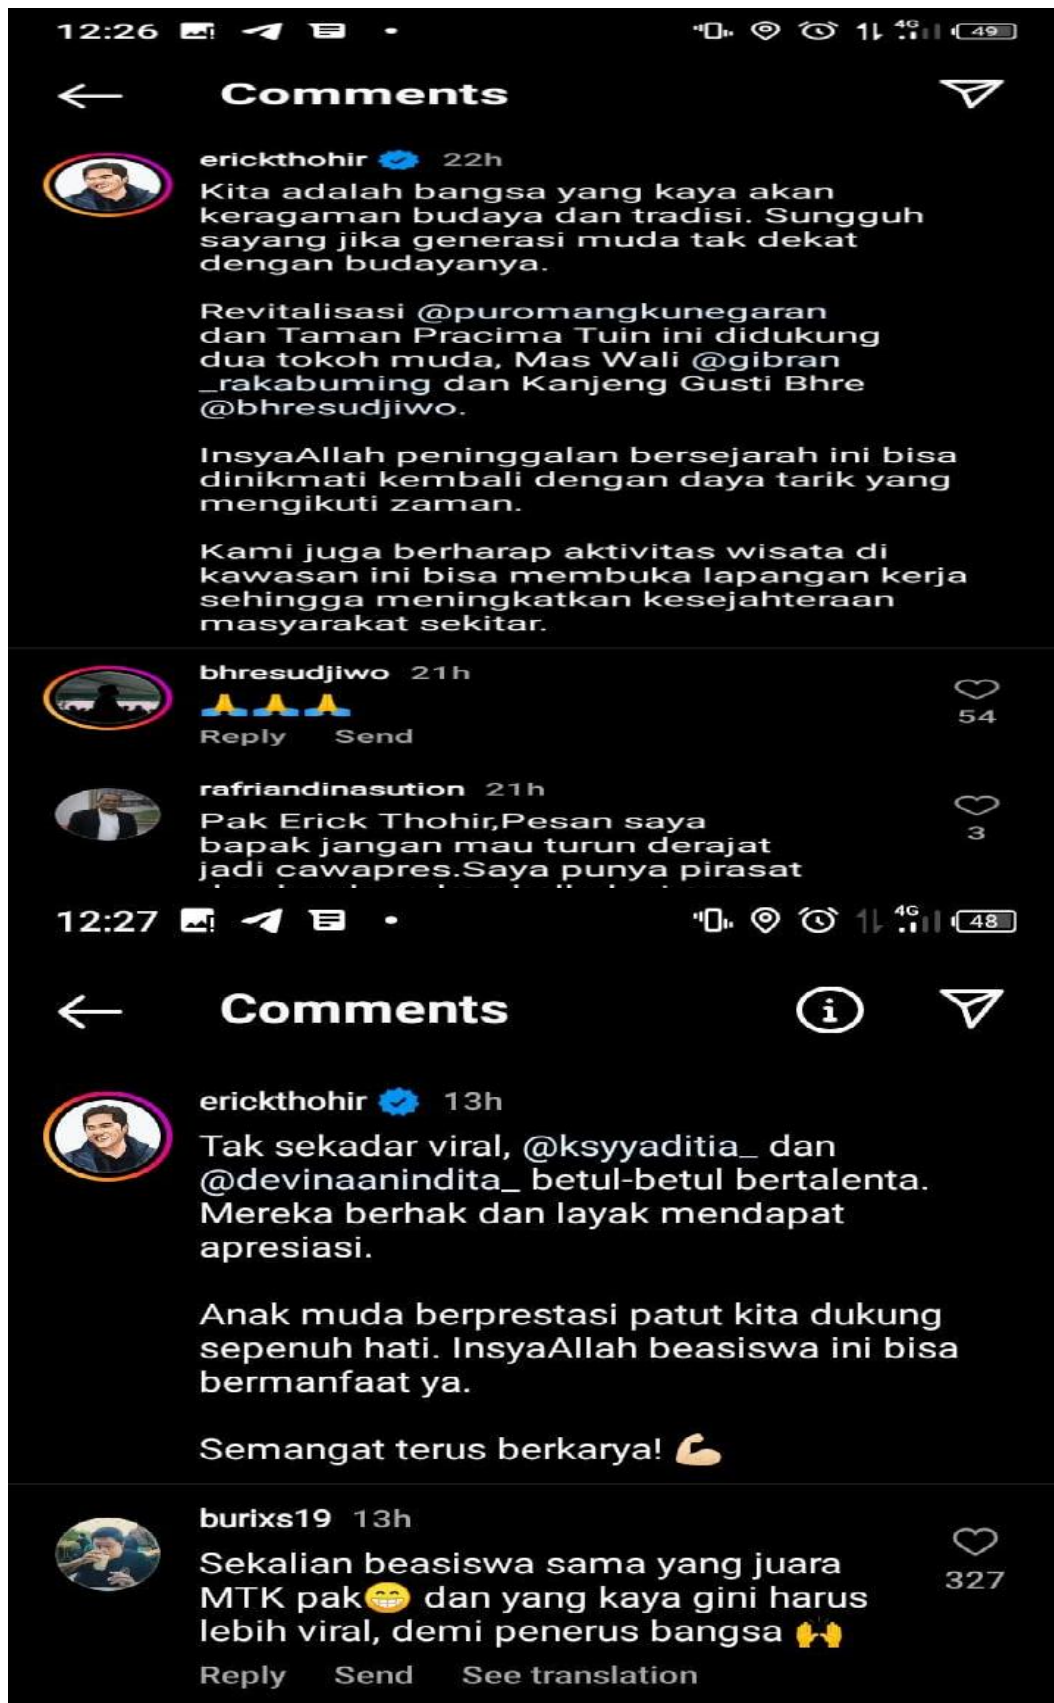 12:26
4G
49
Comments
erickthohir 22h
Kita adalah bangsa yang kaya akan
keragaman budaya dan tradisi. Sungguh
sayang jika generasi muda tak dekat
dengan budayanya.
Revitalisasi @puromangkunegaran
dan Taman Pracima Tuin ini didukung
dua tokoh muda, Mas Wali @gibran
_rakabuming dan Kanjeng Gusti Bhre
@bhresudjiwo.
InsyaAllah peninggalan bersejarah ini bisa
dinikmati kembali dengan daya tarik yang
mengikuti zaman.
Kami juga berharap aktivitas wisata di
kawasan ini bisa membuka lapangan kerja
sehingga meningkatkan kesejahteraan
masyarakat sekitar.
bhresudjiwo 21h
🙏🙏🙏
54
Reply Send
rafriandinasution 21h
Pak Erick Thohir,Pesan saya
3
bapak jangan mau turun derajat
jadi cawapres.Saya punya pirasat
12:27
4G
48
Comments
erickthohir 13h
Tak sekadar viral, @ksyyaditia_ dan
@devinaanindita_ betul-betul bertalenta.
Mereka berhak dan layak mendapat
apresiasi.
Anak muda berprestasi patut kita dukung
sepenuh hati. InsyaAllah beasiswa ini bisa
bermanfaat ya.
Semangat terus berkarya! 💪🏻
burixs19 13h
Sekalian beasiswa sama yang juara
327
MTK pak😁 dan yang kaya gini harus
lebih viral, demi penerus bangsa 🙌
Reply Send See translation